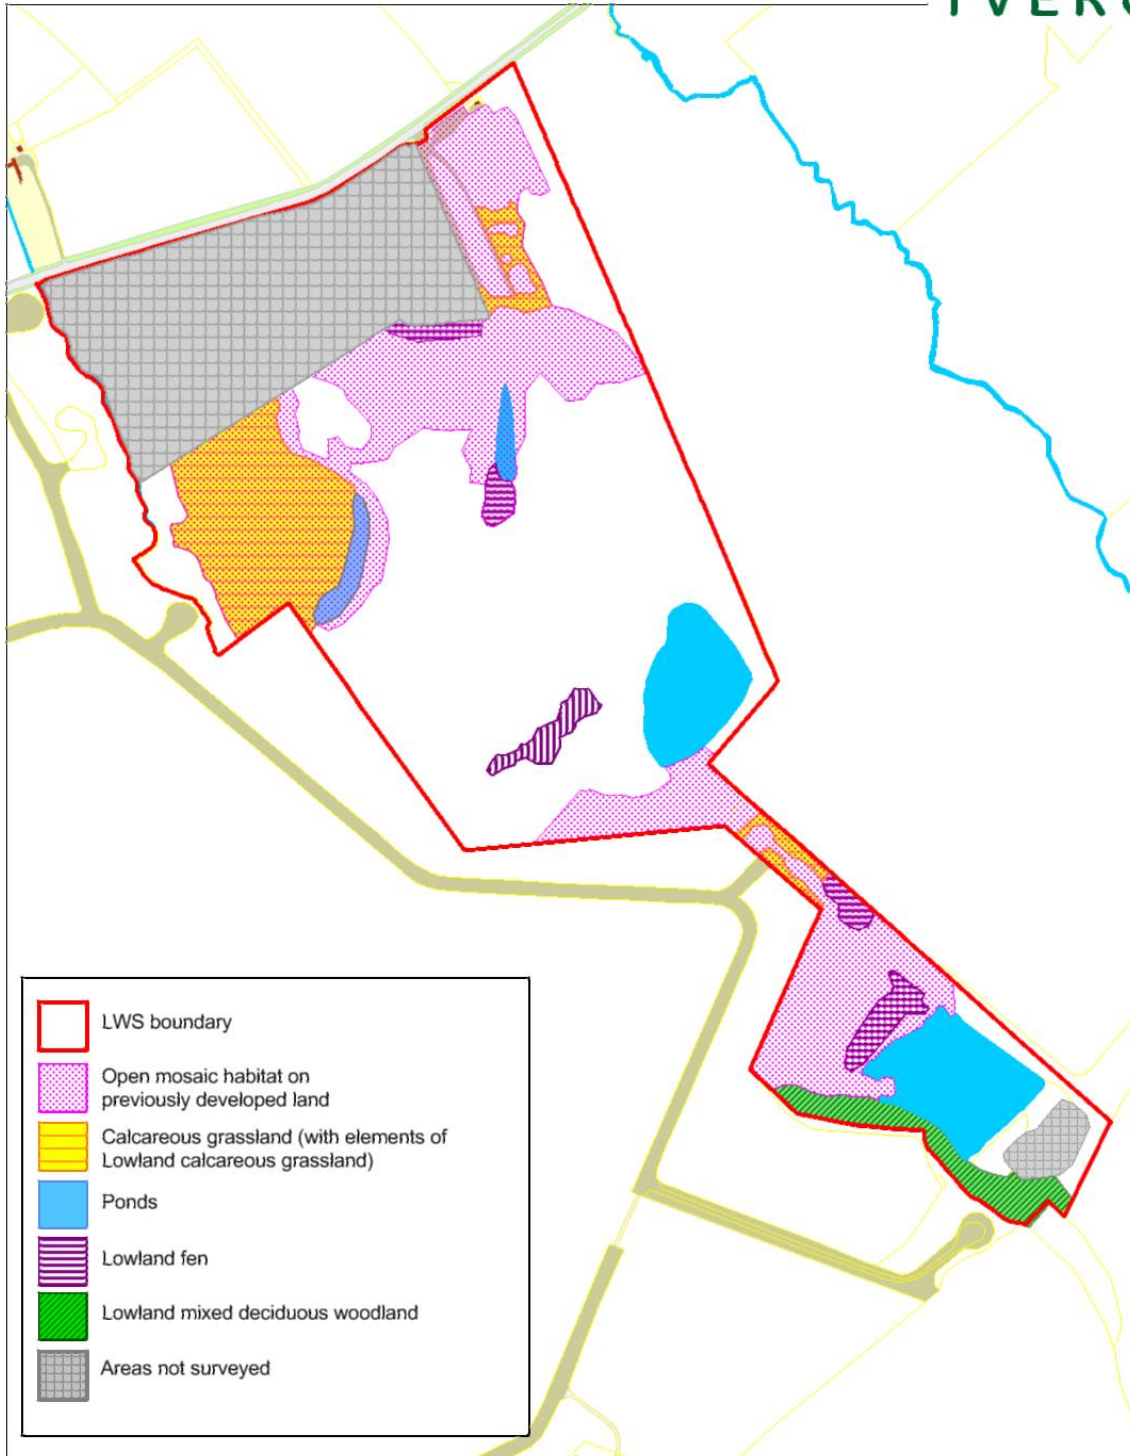 TVER
LWS boundary
Open mosaic habitat on
previously developed land
Calcareous grassland (with elements of
Lowland calcareous grassland)
Ponds
Lowland fen
Lowland mixed deciduous woodland
Areas not surveyed